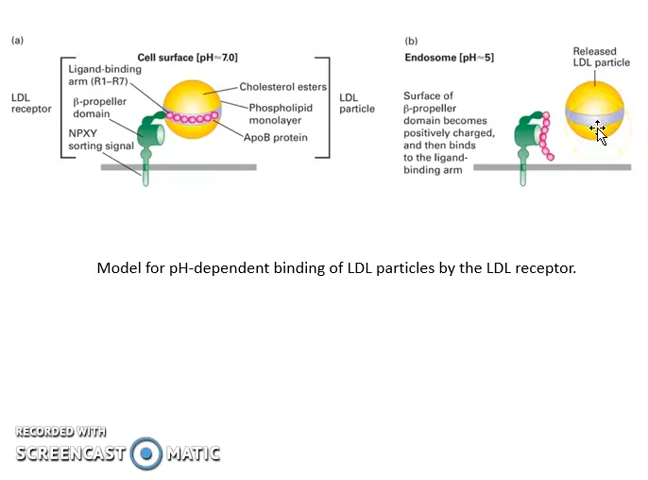 (a)
Cell surface [pH~7.0]
Ligand-binding
arm (R1–R7)
LDL
receptor
β-propeller
domain
NPXY
sorting signal
Cholesterol esters
Phospholipid
monolayer
ApoB protein
LDL
particle
(b)
Endosome [pH~5]
Released
LDL particle
Surface of
β-propeller
domain becomes
positively charged,
and then binds
to the ligand-
binding arm
Model for pH-dependent binding of LDL particles by the LDL receptor.
RECORDED WITH
SCREENCAST MATIC